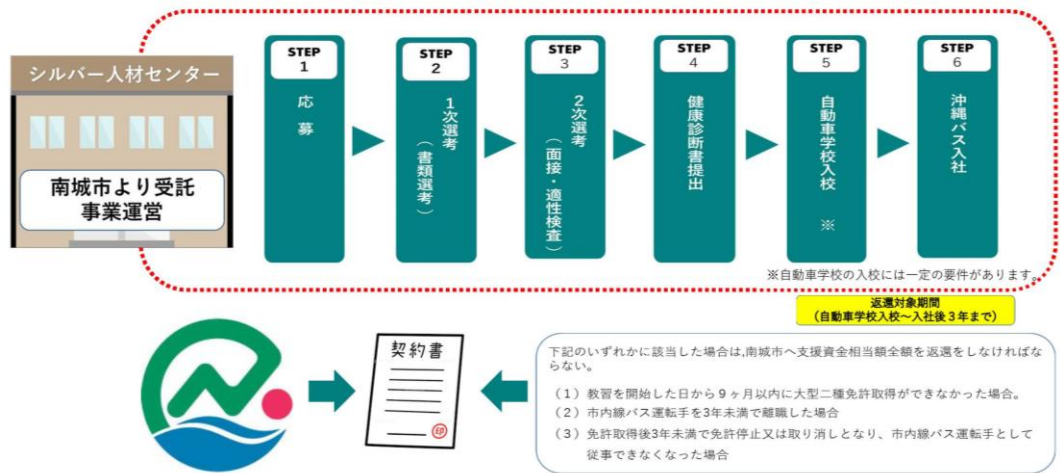 シルバー人材センター
南城市より受託
事業運営
STEP
1
応募
STEP
2
1次選考
（書類選考）
STEP
3
2次選考
（面接・適性検査）
STEP
4
健康診断書提出
STEP
5
自動車学校入校　※
STEP
6
沖縄バス入社
※自動車学校の入校には一定の要件があります。
返還対象期間
（自動車学校入校～入社後３年まで）
契約書
印
下記のいずれかに該当した場合は,南城市へ支援資金相当額全額を返還をしなければな
らない。
（１）教習を開始した日から９ヶ月以内に大型二種免許取得ができなかった場合。
（２）市内線バス運転手を3年未満で離職した場合
（３）免許取得後3年未満で免許停止又は取り消しとなり、市内線バス運転手として
従事できなくなった場合